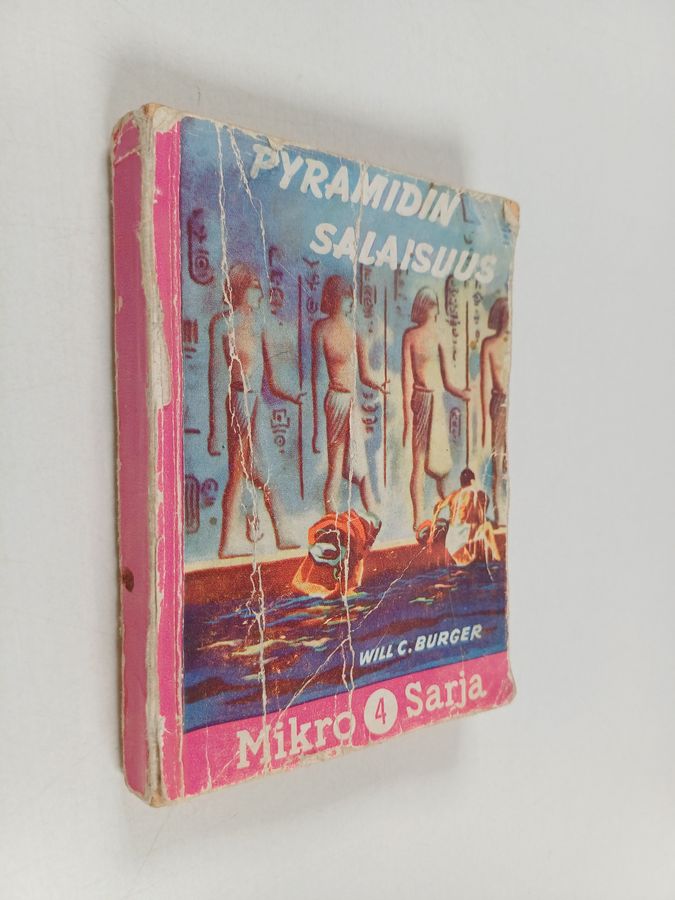 PYRAMIDIN
SALAISUUS
WILL C. BURGER
Mikro 4 Sarja